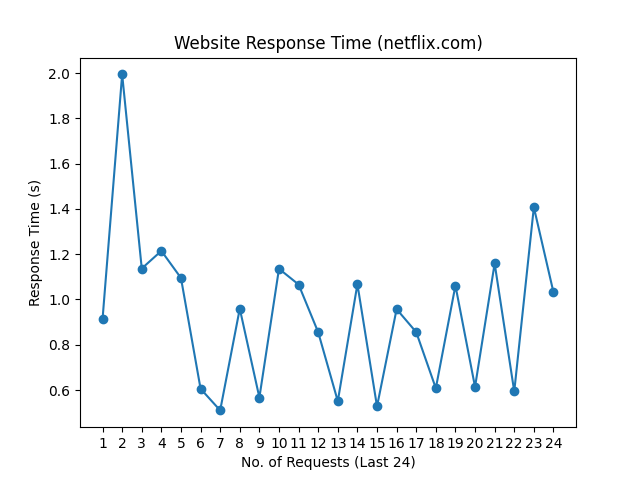 Website Response Time (netflix.com)
Response Time (s)
2.0
1.8
1.6
1.4
1.2
1.0
0.8
0.6
1 2 3 4 5 6 7 8 9 10 11 12 13 14 15 16 17 18 19 20 21 22 23 24
No. of Requests (Last 24)